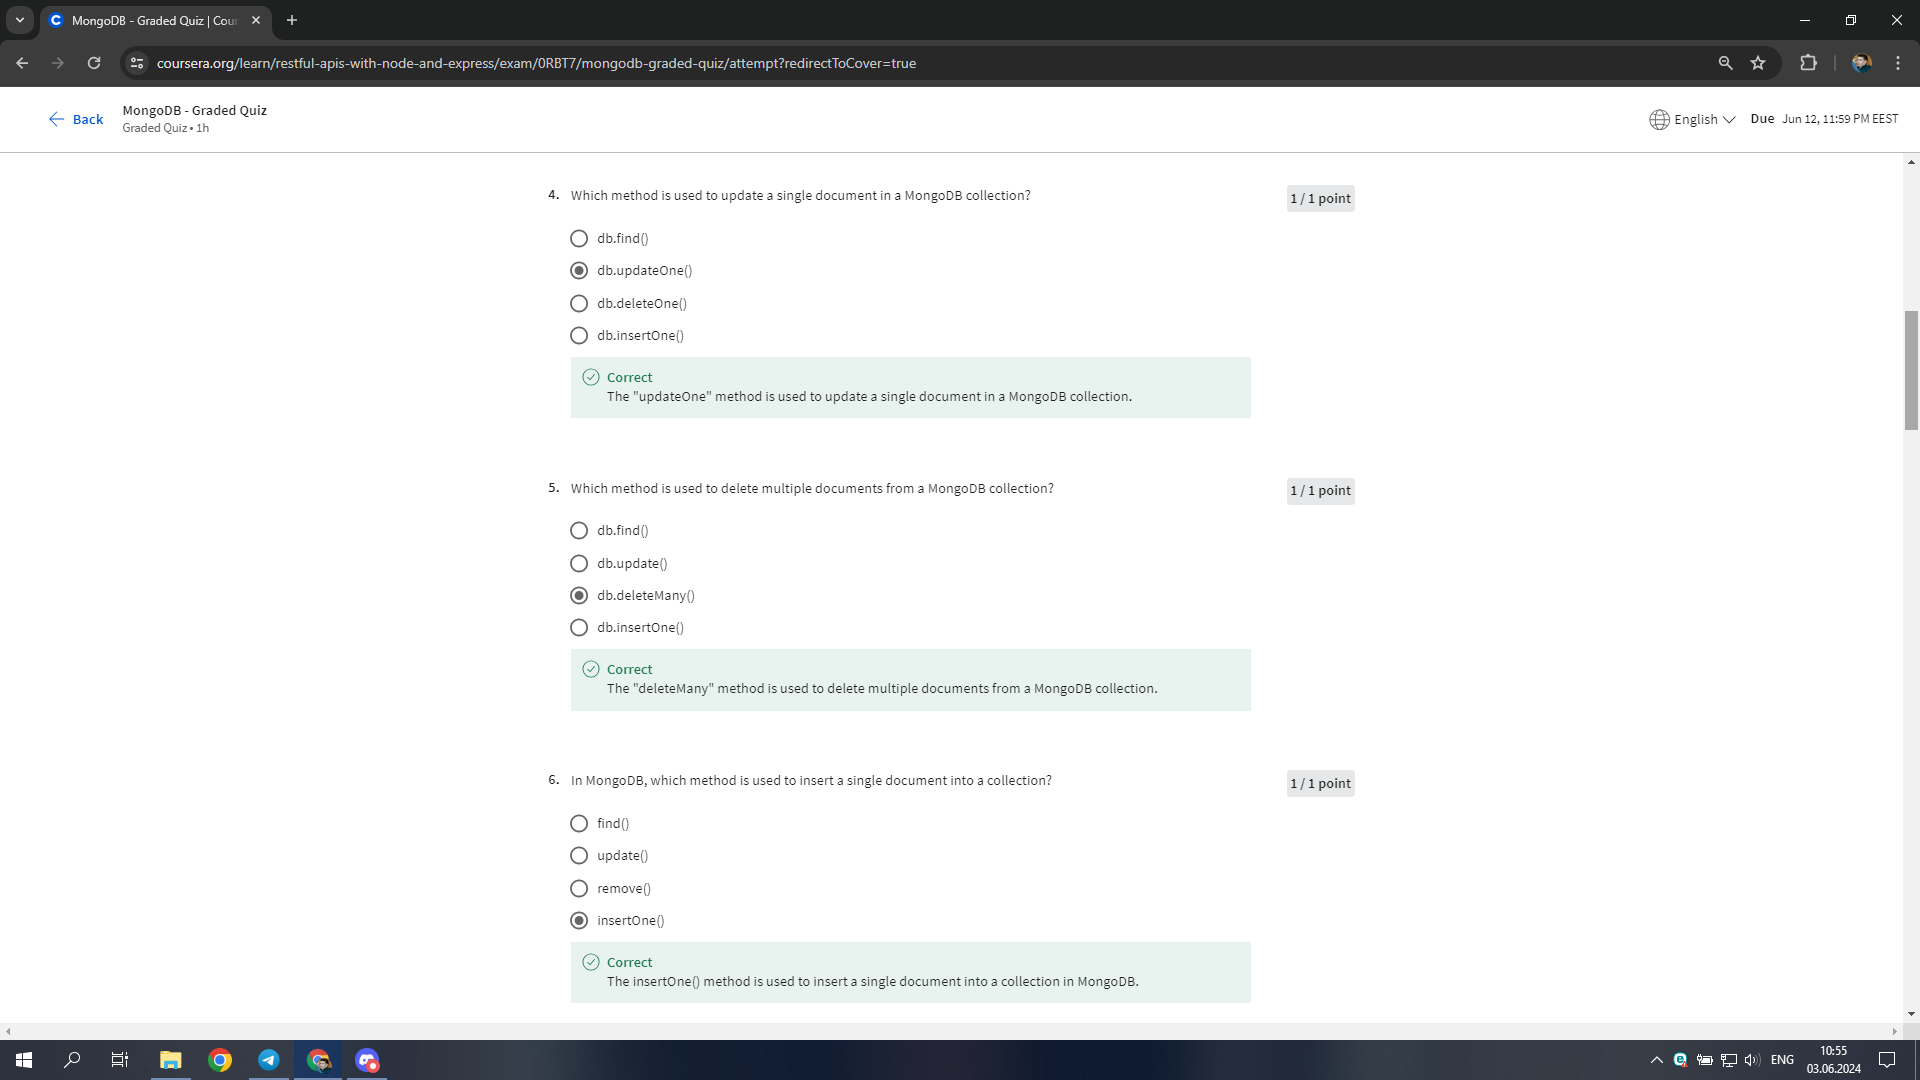 MongoDB - Graded Quiz | Cour
coursera.org/learn/restful-apis-with-node-and-express/exam/0RBT7/mongodb-graded-quiz/attempt?redirectToCover=true
Back
MongoDB - Graded Quiz
Graded Quiz • 1h
English
Due Jun 12, 11:59 PM EEST
4. Which method is used to update a single document in a MongoDB collection?
1 / 1 point
db.find()
db.updateOne()
db.deleteOne()
db.insertOne()
Correct
The "updateOne" method is used to update a single document in a MongoDB collection.
5. Which method is used to delete multiple documents from a MongoDB collection?
1 / 1 point
db.find()
db.update()
db.deleteMany()
db.insertOne()
Correct
The "deleteMany" method is used to delete multiple documents from a MongoDB collection.
6. In MongoDB, which method is used to insert a single document into a collection?
1 / 1 point
find()
update()
remove()
insertOne()
Correct
The insertOne() method is used to insert a single document into a collection in MongoDB.
ENG
10:55
03.06.2024